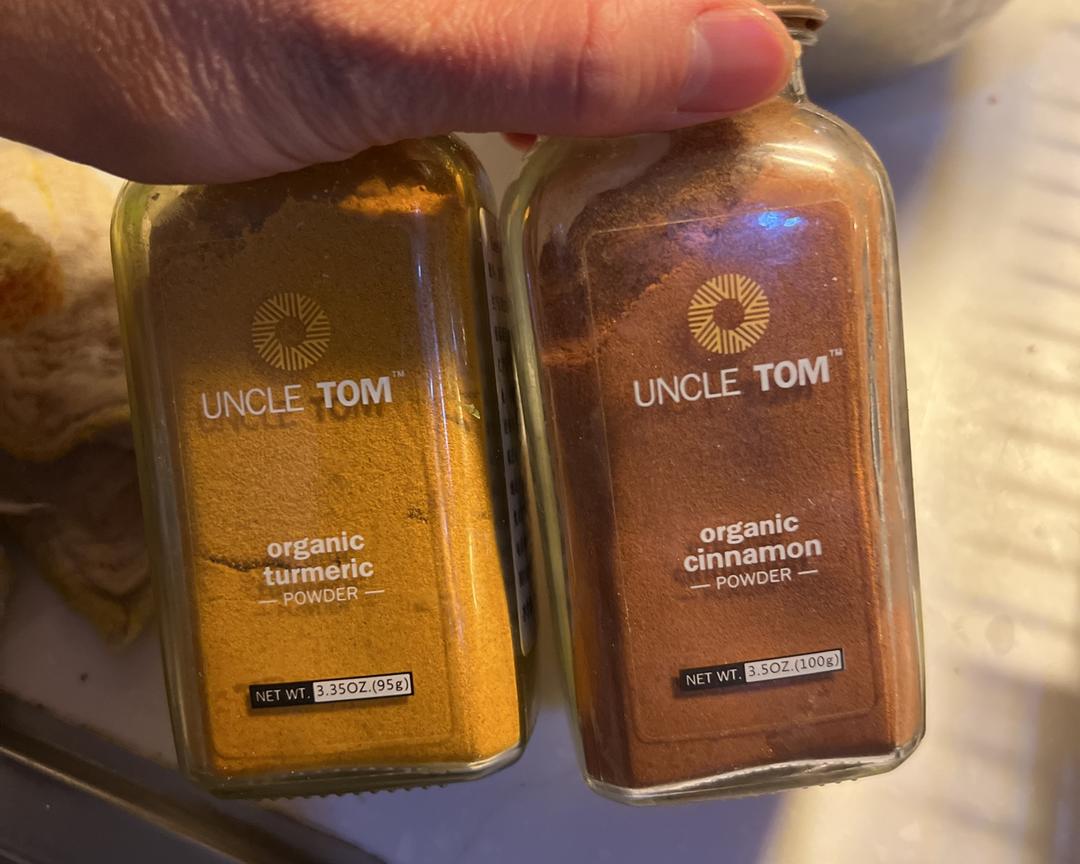 UNCLE TOM™
organic
turmeric
— POWDER —
NET WT. 3.35OZ.(95g)
UNCLE TOM™
organic
cinnamon
— POWDER —
NET WT. 3.5OZ.(100g)